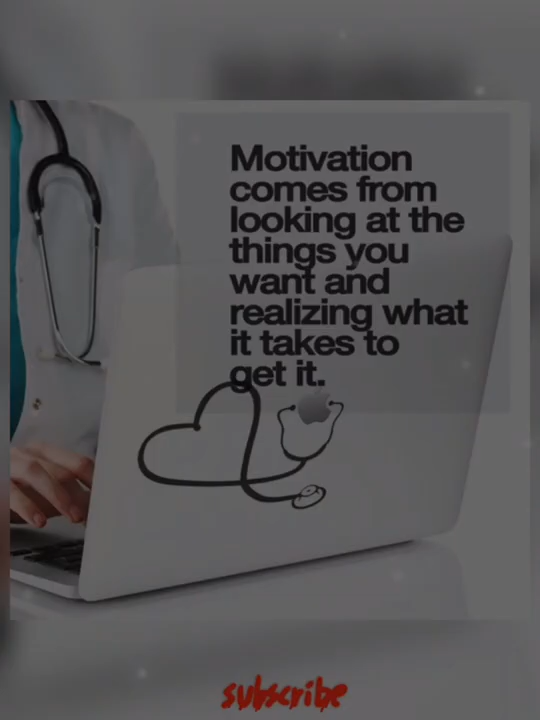 Motivation
comes from
looking at the
things you
want and
realizing what
it takes to
get it.
subscribe